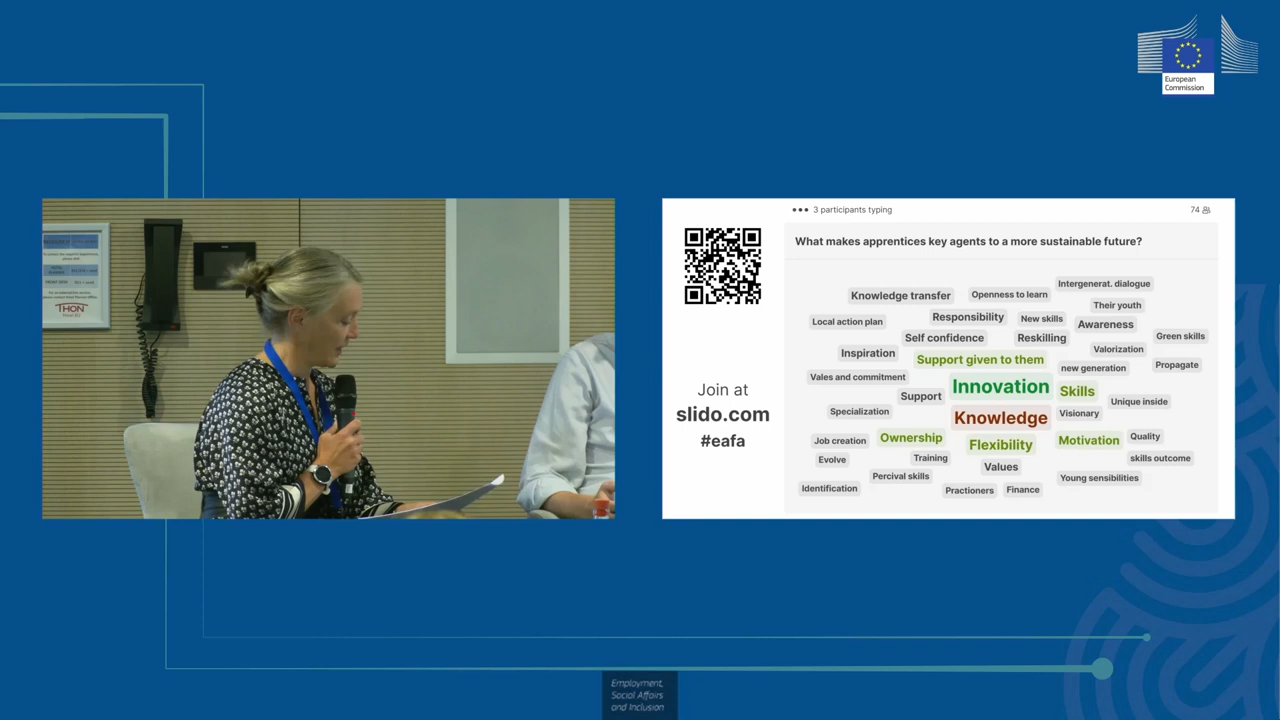 European
Commission
THON
Hotel EU
••• 3 participants typing
74
What makes apprentices key agents to a more sustainable future?
Intergenerat. dialogue
Knowledge transfer
Openness to learn
Their youth
Local action plan
Responsibility
New skills
Awareness
Self confidence
Reskilling
Green skills
Inspiration
Support given to them
Valorization
Propagate
new generation
Vales and commitment
Innovation
Skills
Support
Unique inside
Specialization
Knowledge
Visionary
Job creation
Ownership
Flexibility
Motivation
Quality
Evolve
Training
Values
skills outcome
Percival skills
Young sensibilities
Identification
Practioners
Finance
Join at
slido.com
#eafa
Employment,
Social Affairs
and Inclusion